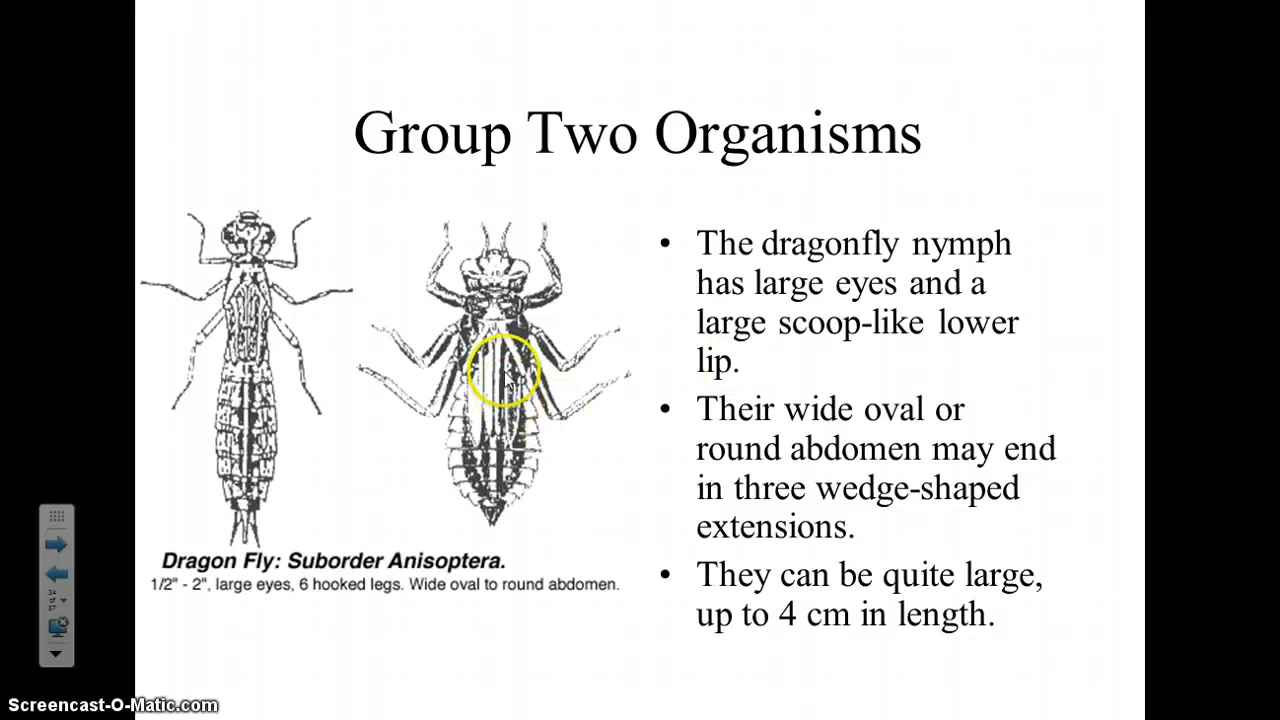 Group Two Organisms
• The dragonfly nymph
has large eyes and a
large scoop-like lower
lip.
• Their wide oval or
round abdomen may end
in three wedge-shaped
extensions.
• They can be quite large,
up to 4 cm in length.
Dragon Fly: Suborder Anisoptera.
1/2" - 2", large eyes, 6 hooked legs. Wide oval to round abdomen.
Screencast-O-Matic.com